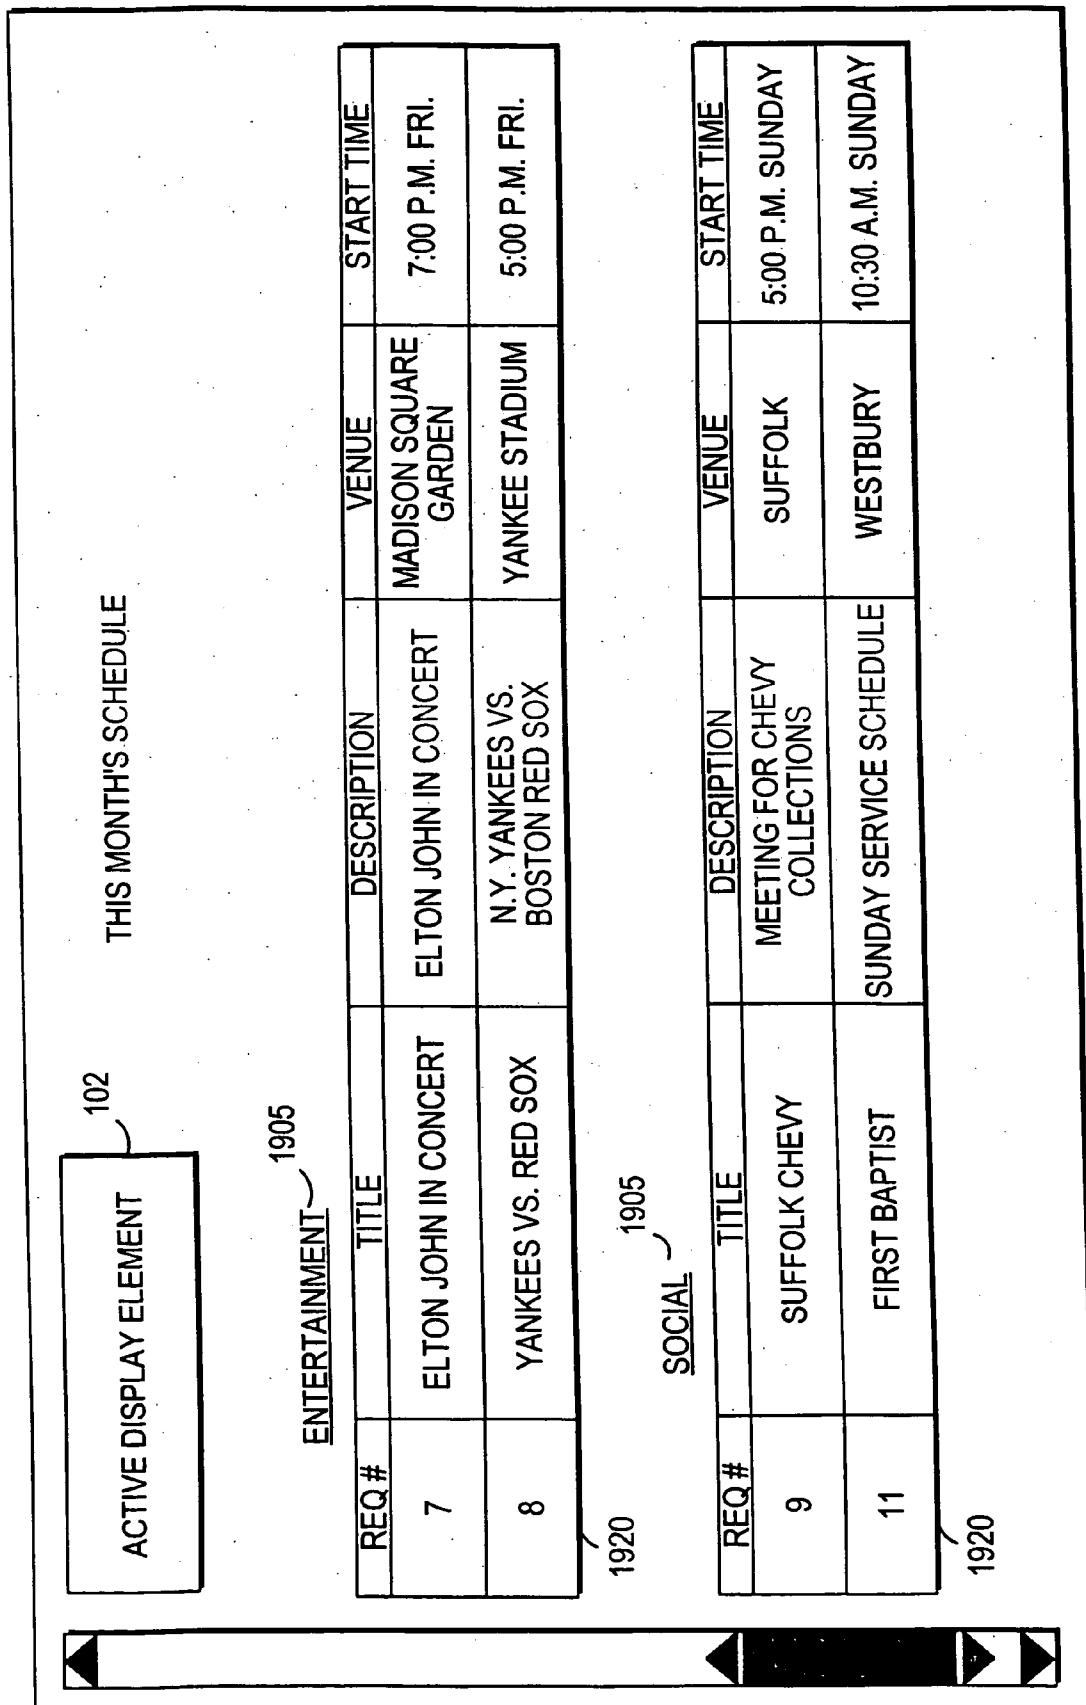 ACTIVE DISPLAY ELEMENT
102
THIS MONTH'S SCHEDULE
ENTERTAINMENT
1905
REQ # TITLE DESCRIPTION VENUE START TIME
7 ELTON JOHN IN CONCERT ELTON JOHN IN CONCERT MADISON SQUARE GARDEN 7:00 P.M. FRI.
8 YANKEES VS. RED SOX N.Y. YANKEES VS. BOSTON RED SOX YANKEE STADIUM 5:00 P.M. FRI.
1920
SOCIAL
1905
REQ # TITLE DESCRIPTION VENUE START TIME
9 SUFFOLK CHEVY MEETING FOR CHEVY COLLECTIONS SUFFOLK 5:00 P.M. SUNDAY
11 FIRST BAPTIST SUNDAY SERVICE SCHEDULE WESTBURY 10:30 A.M. SUNDAY
1920